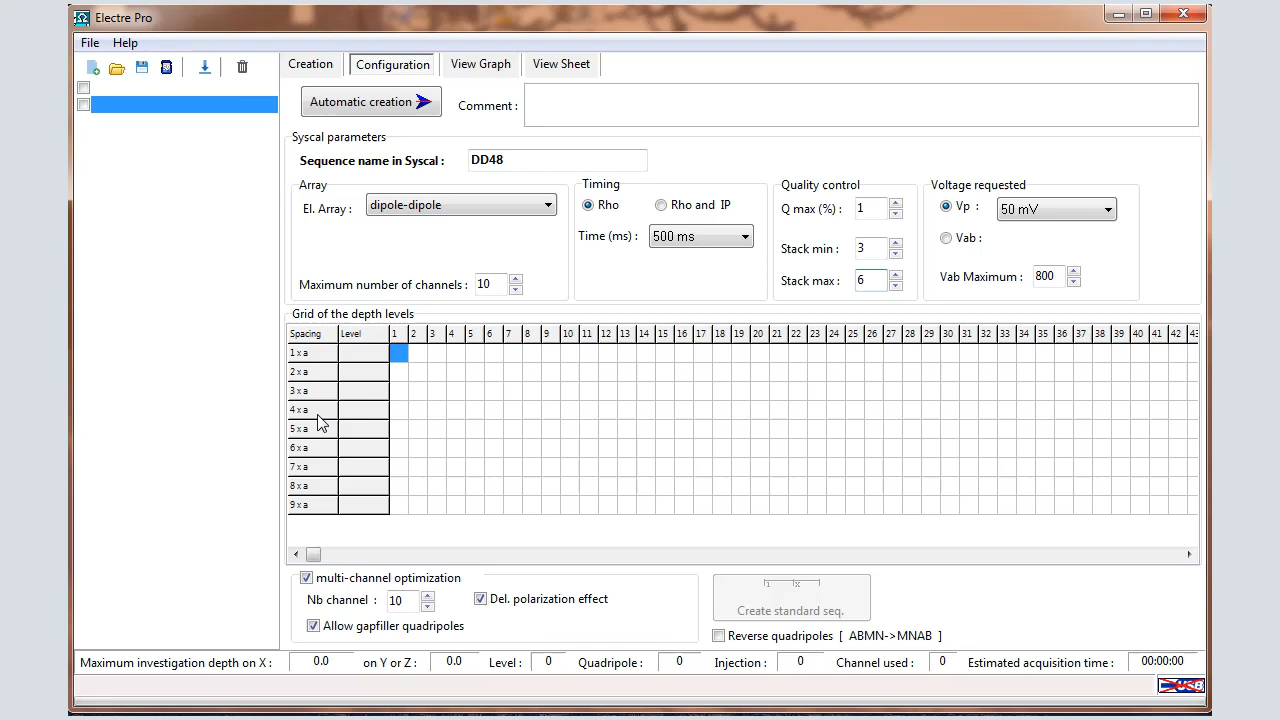 Electre Pro
File Help
Creation Configuration View Graph View Sheet
Automatic creation Comment :
Syscal parameters
Sequence name in Syscal : DD48
Array Timing Quality control Voltage requested
El. Array : dipole-dipole Rho Rho and IP Q max (%) : 1 Vp : 50 mV
Time (ms) : 500 ms Stack min : 3 Vab :
Maximum number of channels : 10 Stack max : 6 Vab Maximum : 800
Grid of the depth levels
Spacing Level 1 2 3 4 5 6 7 8 9 10 11 12 13 14 15 16 17 18 19 20 21 22 23 24 25 26 27 28 29 30 31 32 33 34 35 36 37 38 39 40 41 42 43
1 x a
2 x a
3 x a
4 x a
5 x a
6 x a
7 x a
8 x a
9 x a
multi-channel optimization
Nb channel : 10 Del. polarization effect
Allow gapfiller quadripoles
Create standard seq.
Reverse quadripoles [ ABMN->MNAB ]
Maximum investigation depth on X : 0.0 on Y or Z : 0.0 Level : 0 Quadripole : 0 Injection : 0 Channel used : 0 Estimated acquisition time : 00:00:00